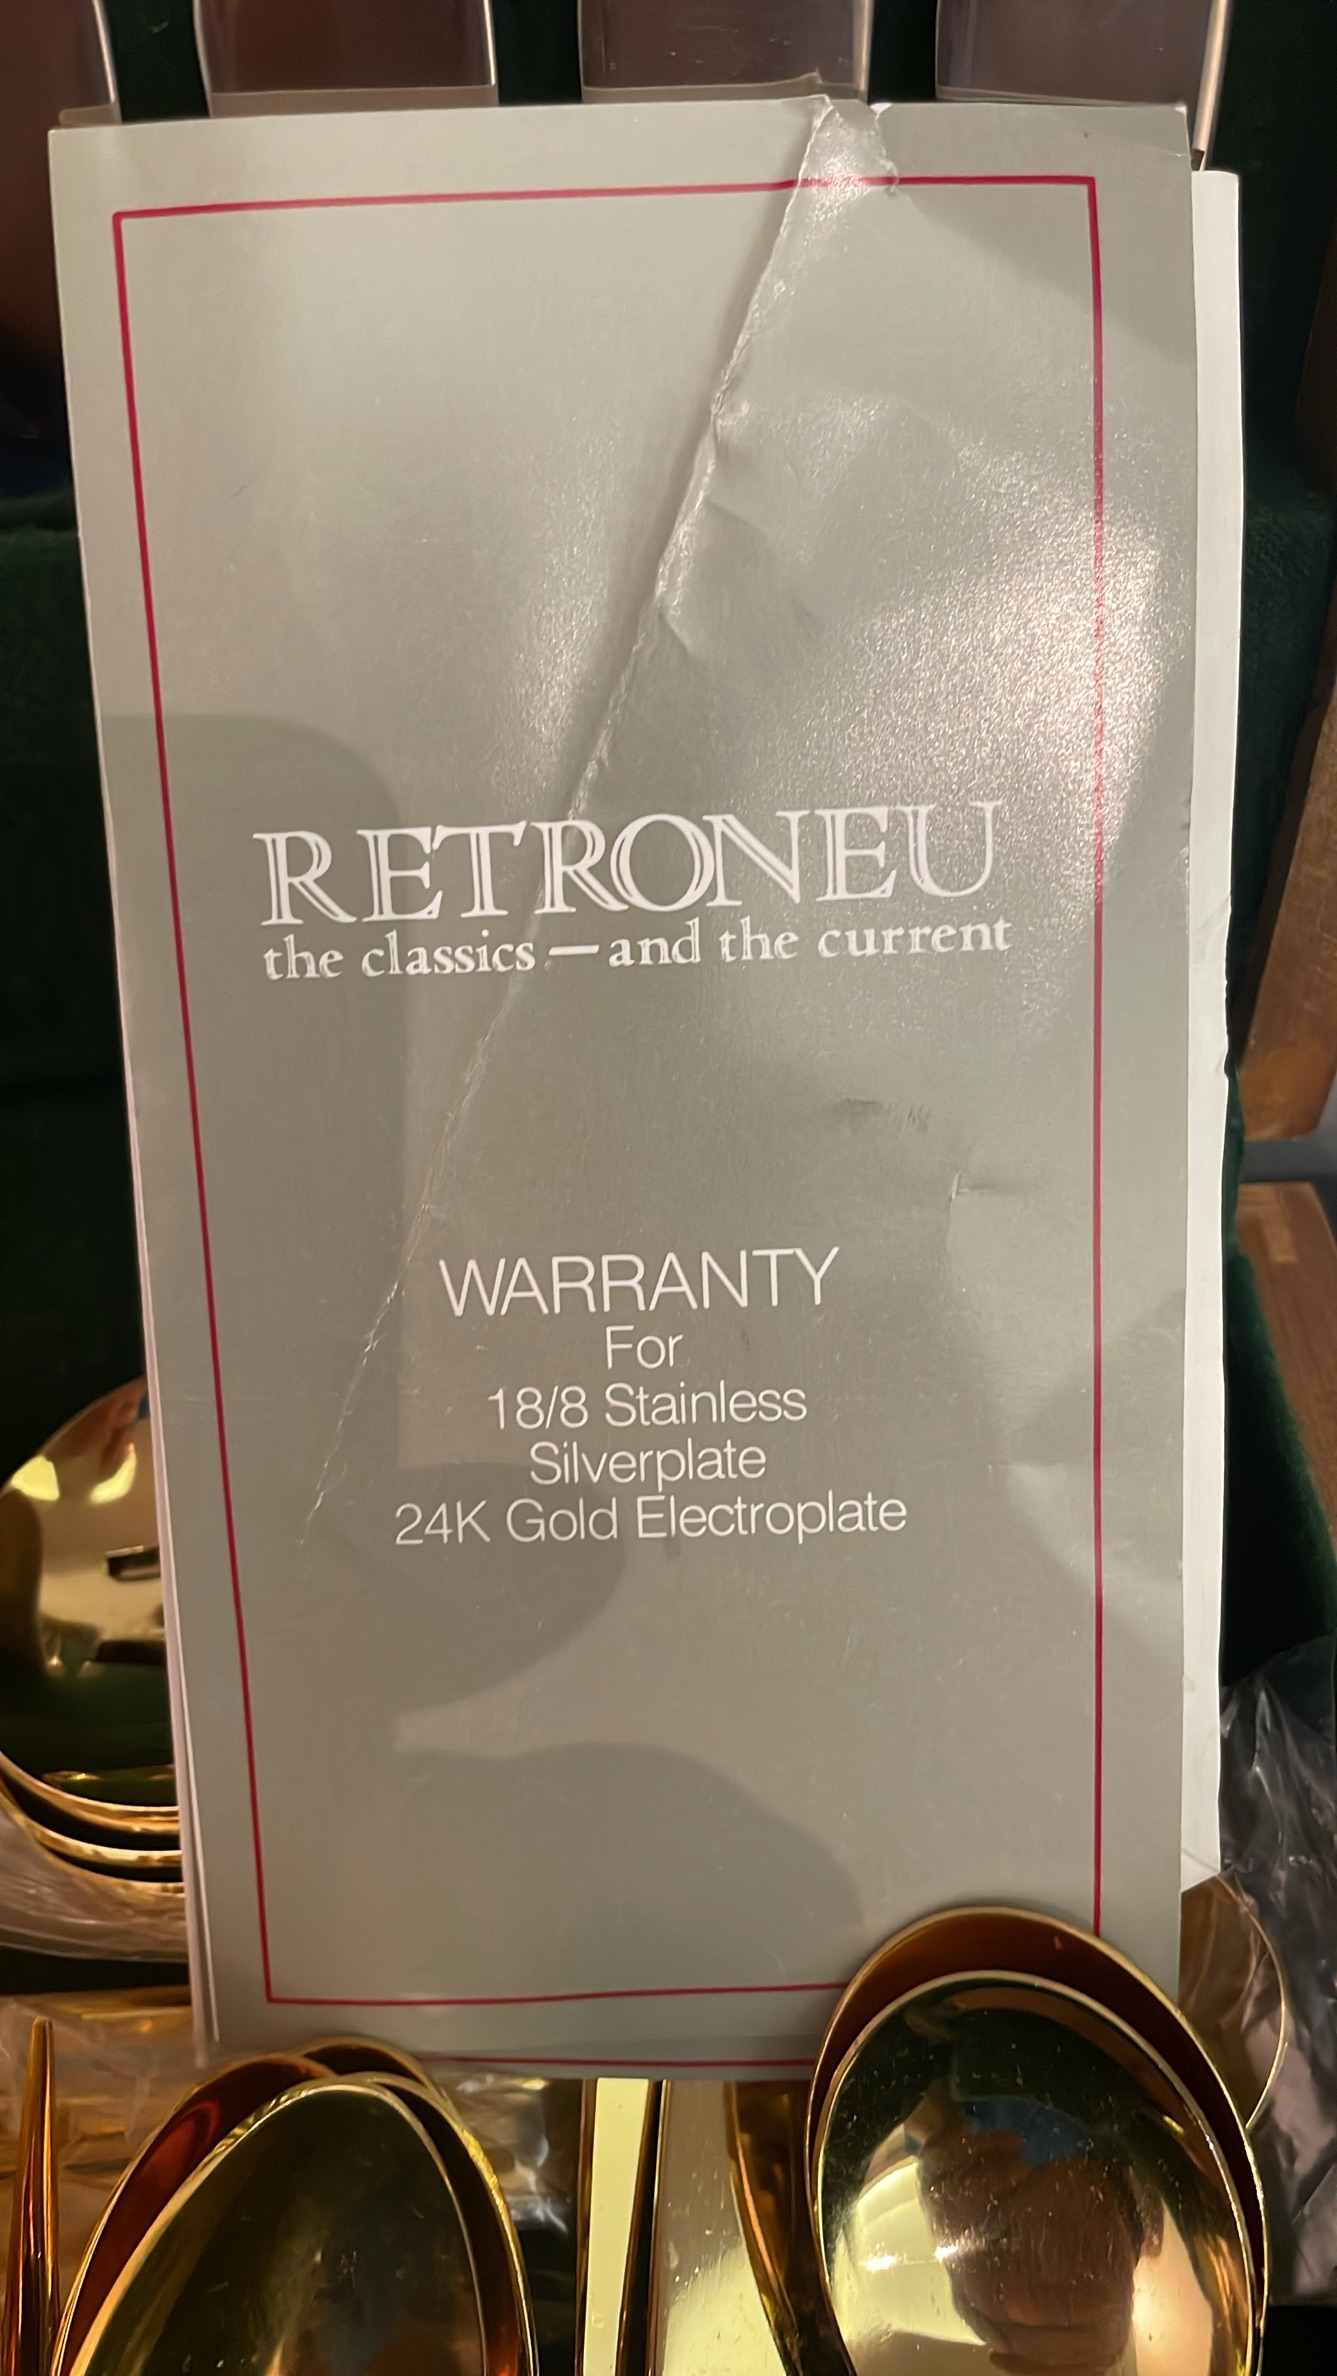 RETRONEU
the classics — and the current
WARRANTY
For
18/8 Stainless
Silverplate
24K Gold Electroplate